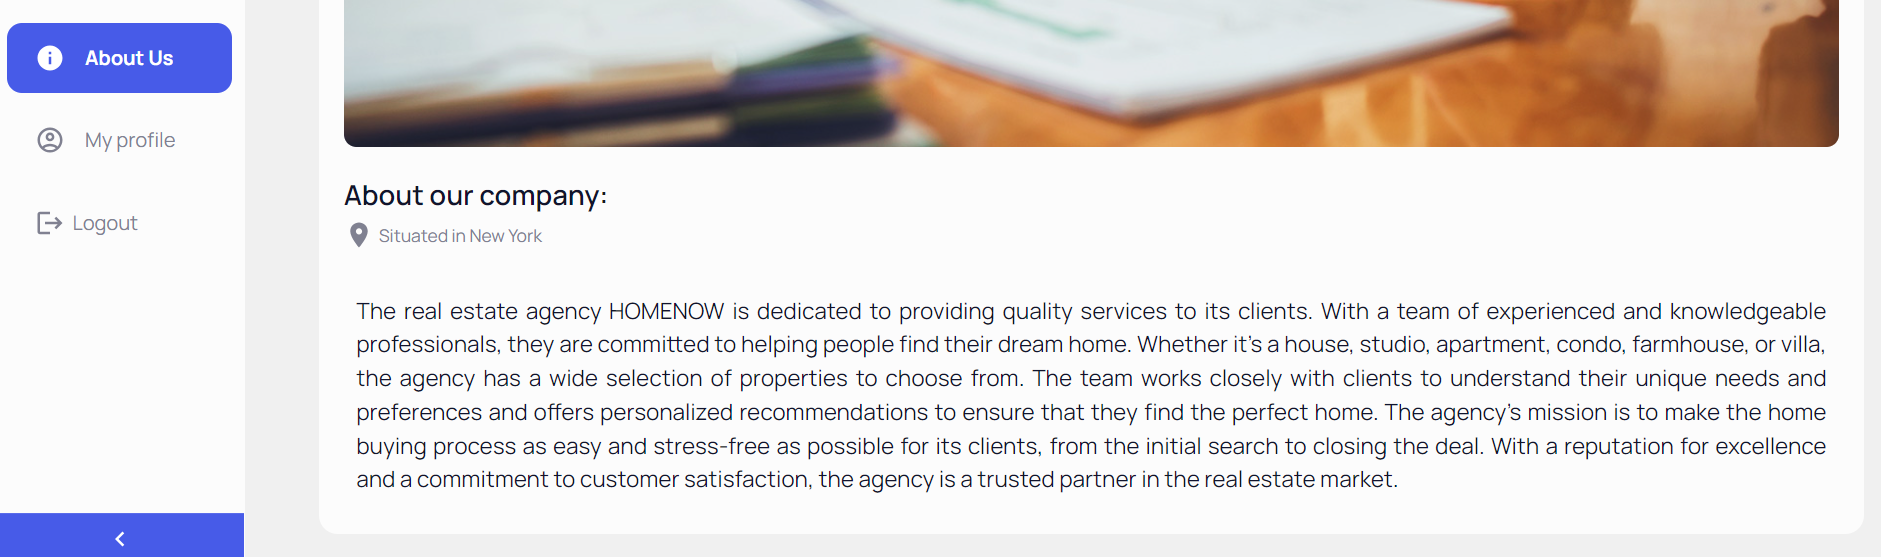 About Us
My profile
Logout
About our company:
Situated in New York
The real estate agency HOMENOW is dedicated to providing quality services to its clients. With a team of experienced and knowledgeable
professionals, they are committed to helping people find their dream home. Whether it's a house, studio, apartment, condo, farmhouse, or villa,
the agency has a wide selection of properties to choose from. The team works closely with clients to understand their unique needs and
preferences and offers personalized recommendations to ensure that they find the perfect home. The agency's mission is to make the home
buying process as easy and stress-free as possible for its clients, from the initial search to closing the deal. With a reputation for excellence
and a commitment to customer satisfaction, the agency is a trusted partner in the real estate market.